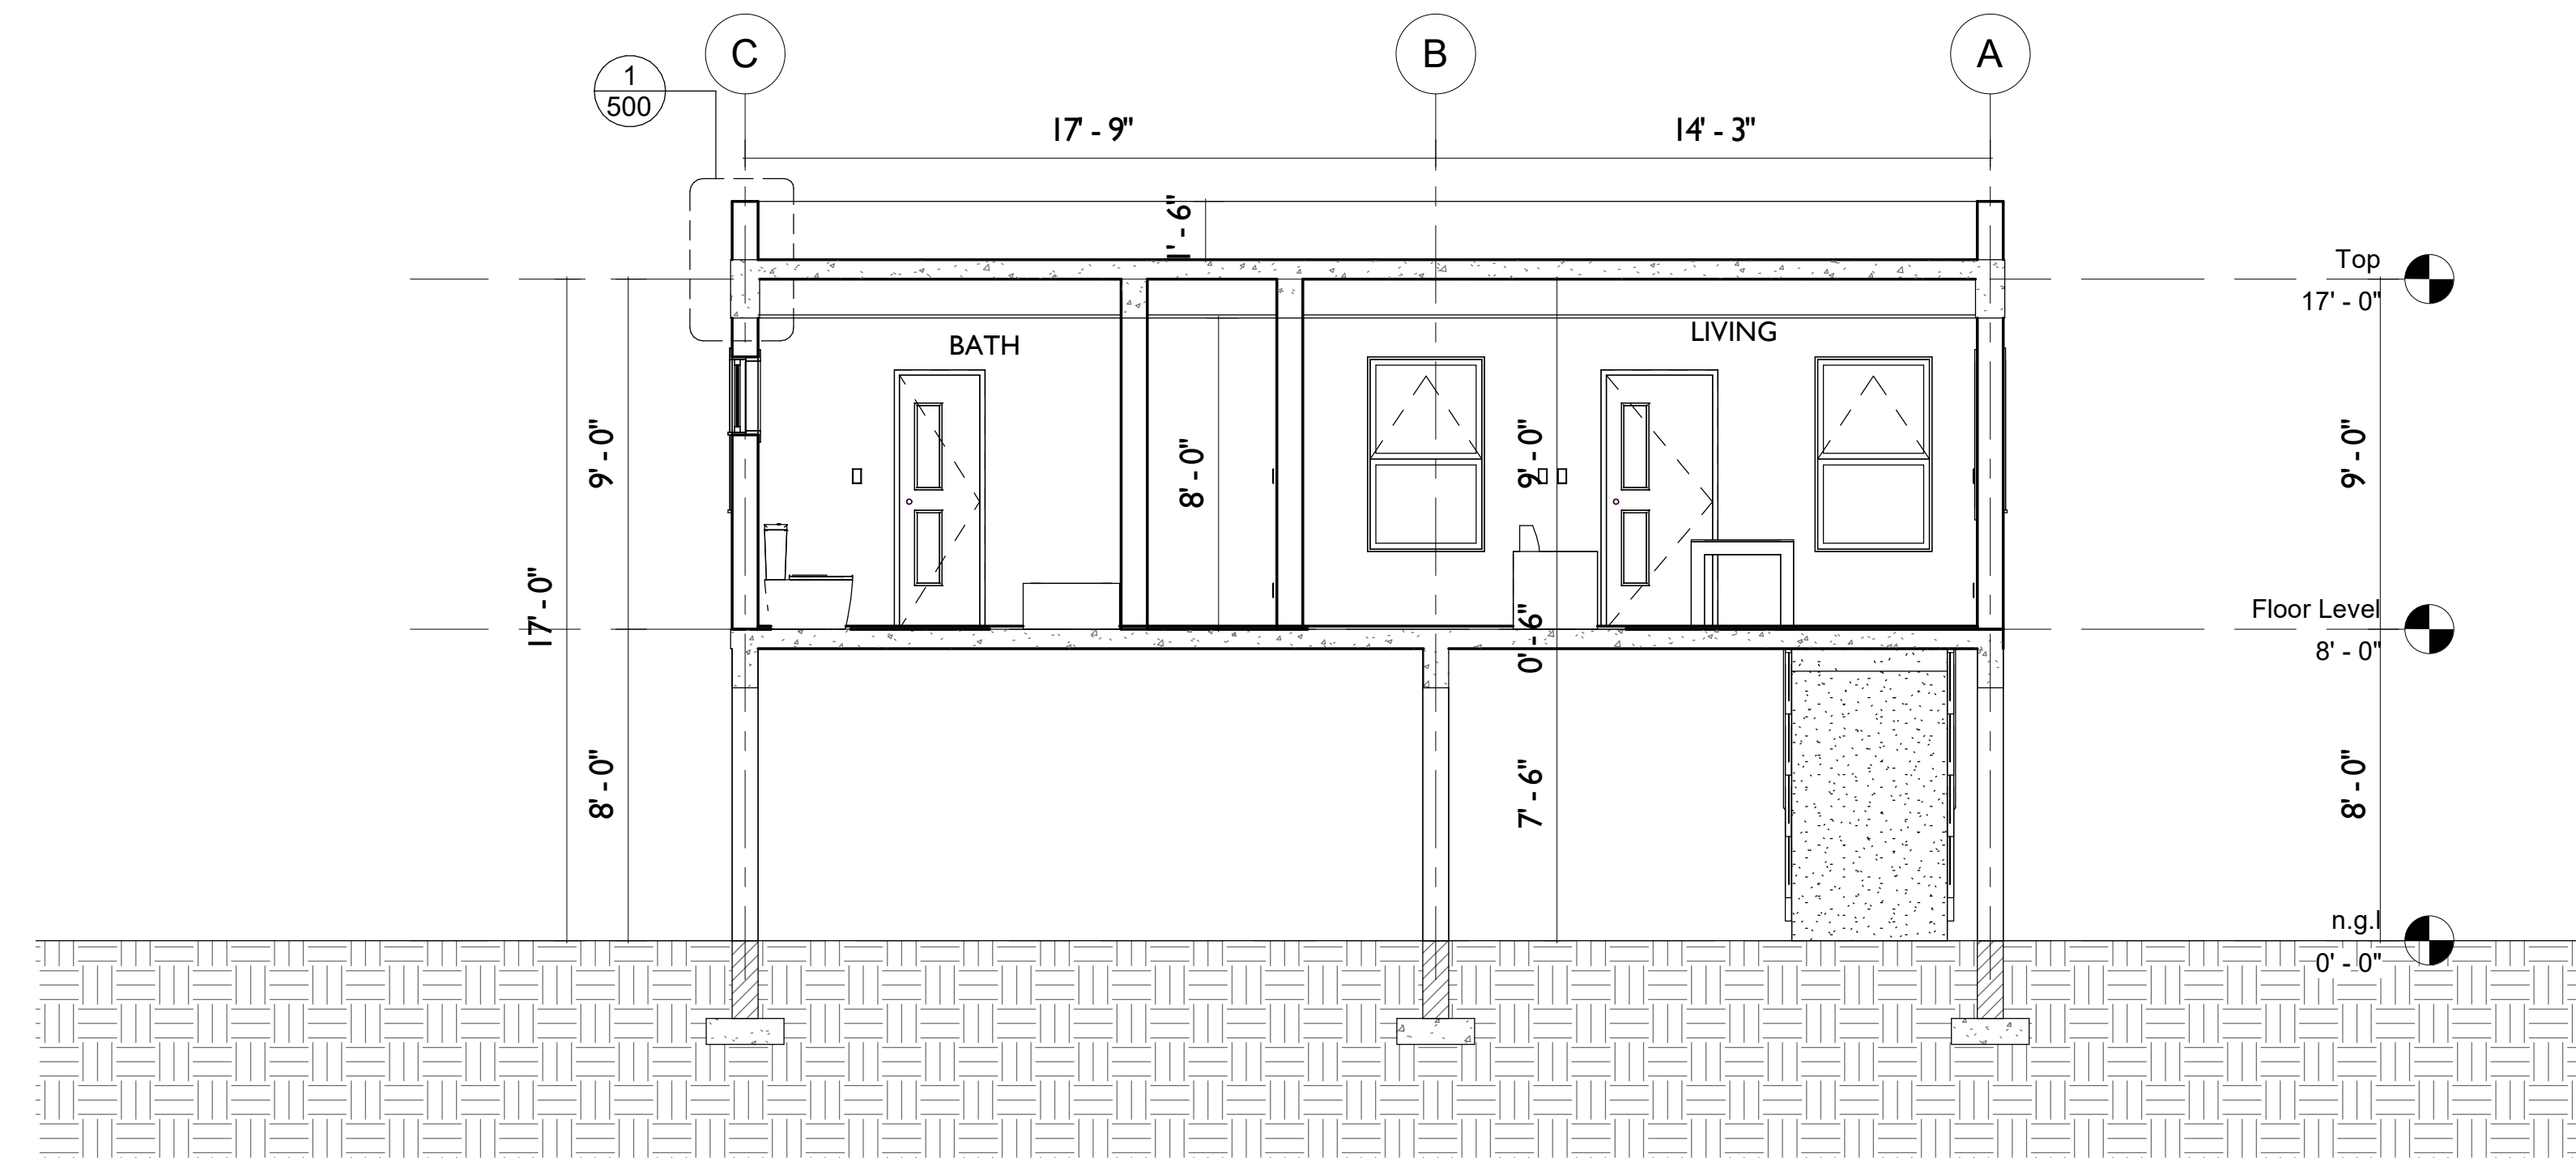 C
B
A
1
500
17' - 9"
14' - 3"
1' - 6"
Top
17' - 0"
BATH
LIVING
9' - 0"
8' - 0"
9' - 0"
9' - 0"
17' - 0"
Floor Level
8' - 0"
0' - 6"
8' - 0"
7' - 6"
8' - 0"
n.g.l
0' - 0"